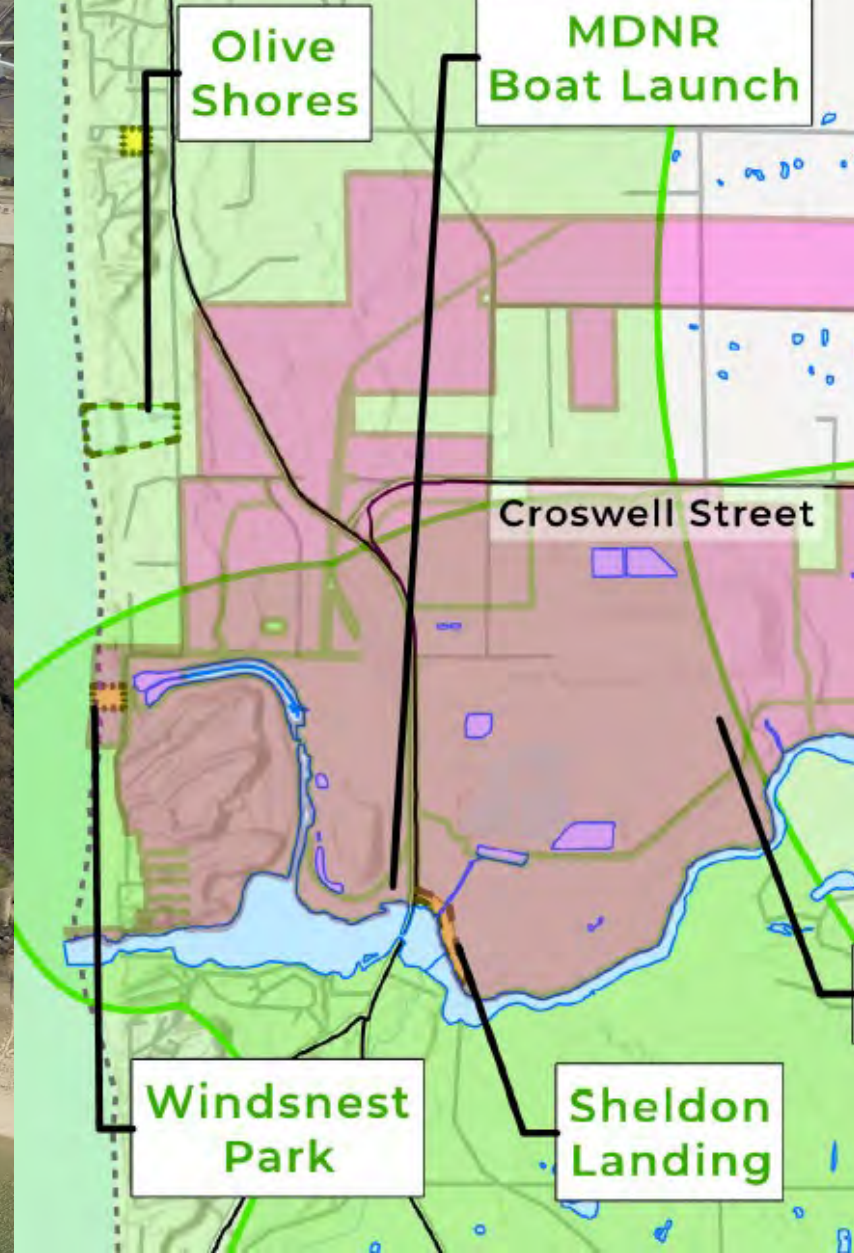 Olive
Shores
MDNR
Boat Launch
Croswell Street
Windsnest
Park
Sheldon
Landing